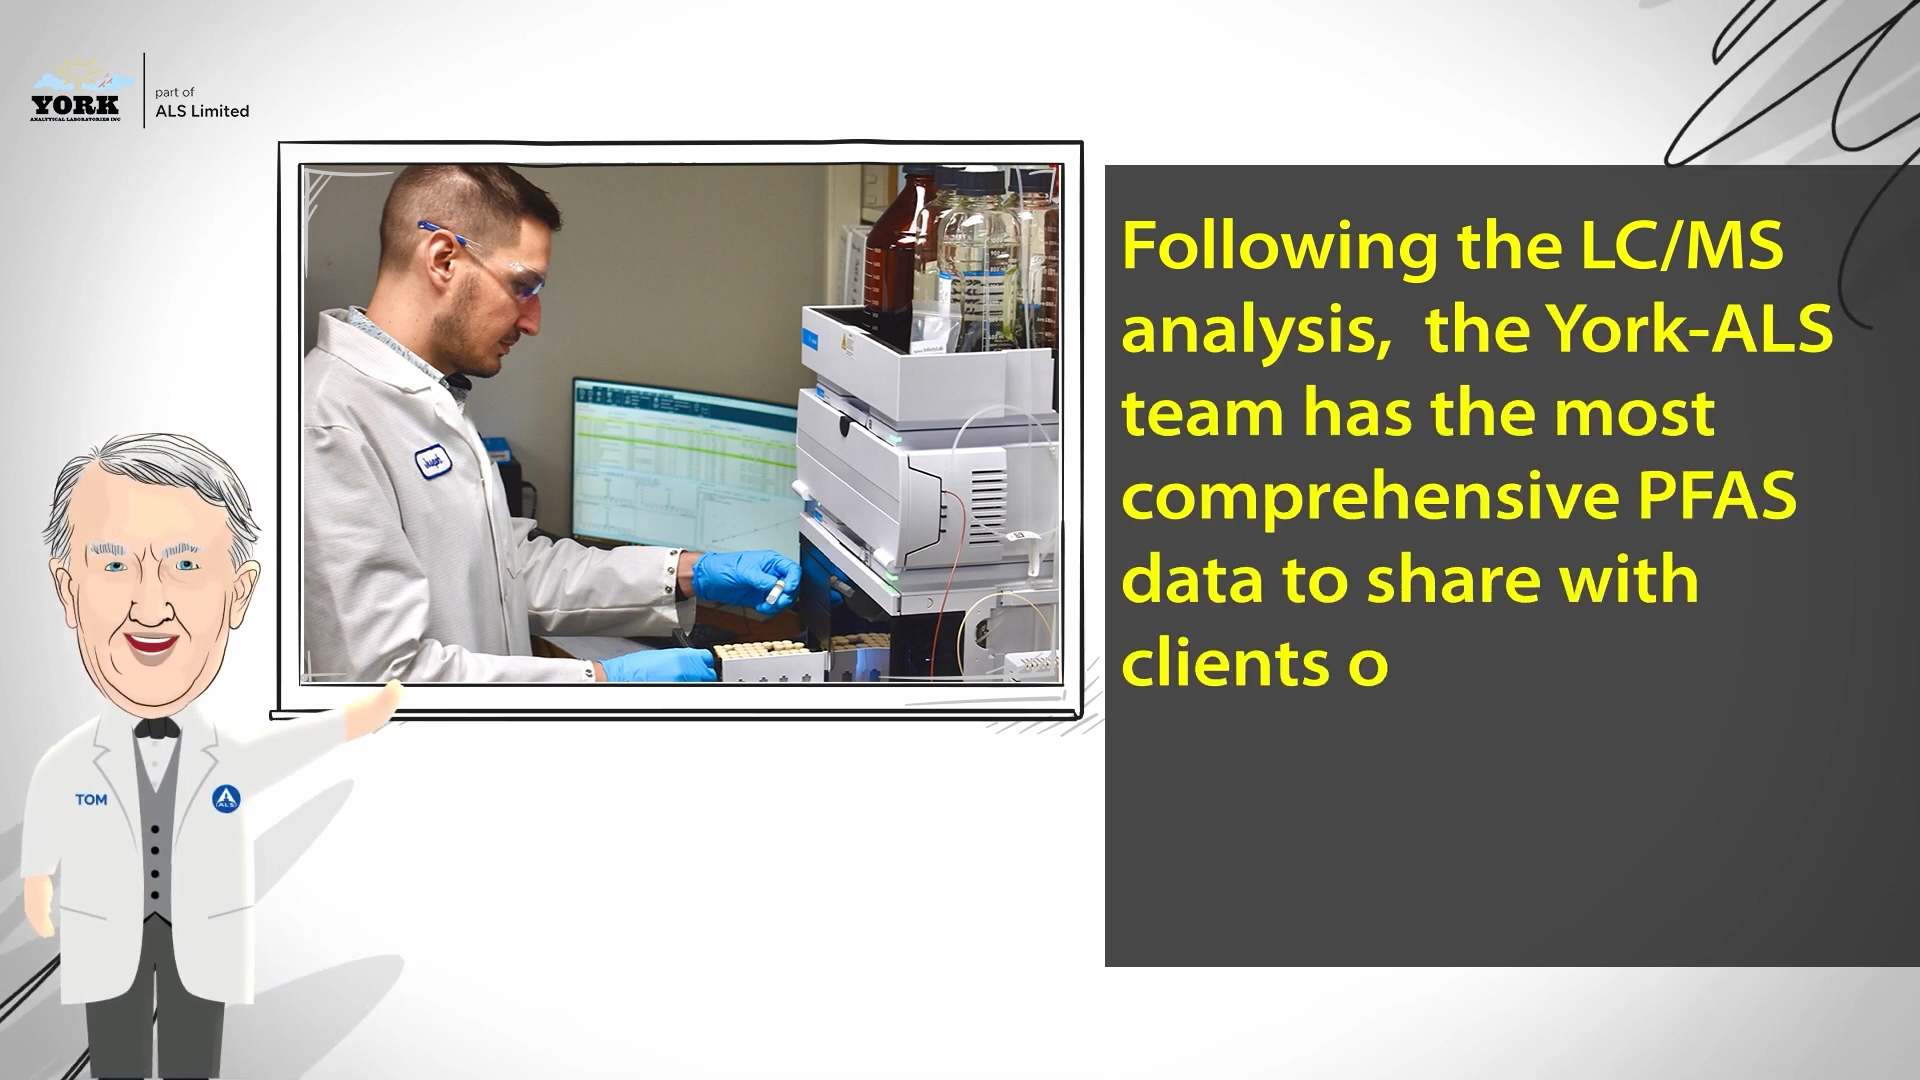 YORK
ANALYTICAL LABORATORIES INC
part of
ALS Limited
Following the LC/MS
analysis,  the York-ALS
team has the most
comprehensive PFAS
data to share with
clients o
TOM
ALS